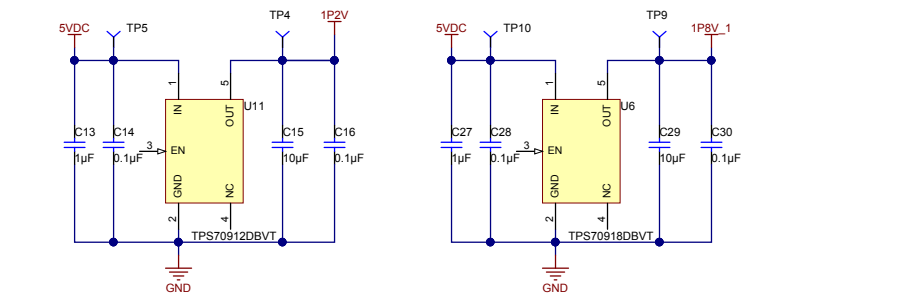 5VDC
TP5
TP4
1P2V
1
5
U11
IN
OUT
C13
1µF
C14
0.1µF
3
EN
C15
10µF
C16
0.1µF
GND
NC
2
4
TPS70912DBVT
GND
5VDC
TP10
TP9
1P8V_1
1
5
U6
IN
OUT
C27
1µF
C28
0.1µF
3
EN
C29
10µF
C30
0.1µF
GND
NC
2
4
TPS70918DBVT
GND